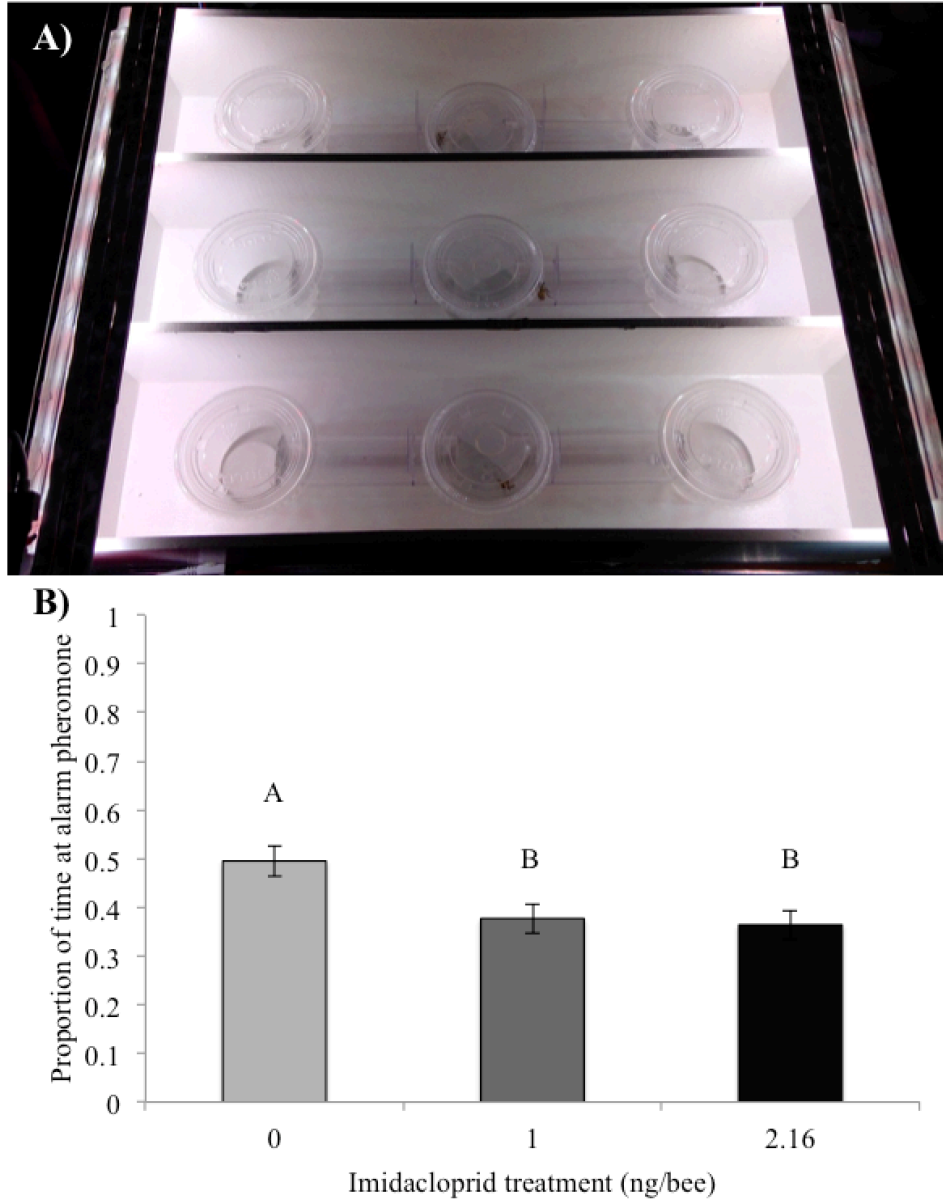 A)
B)
Proportion of time at alarm pheromone
1
0.9
0.8
0.7
0.6
0.5
0.4
0.3
0.2
0.1
0
A
B
B
0
1
2.16
Imidacloprid treatment (ng/bee)